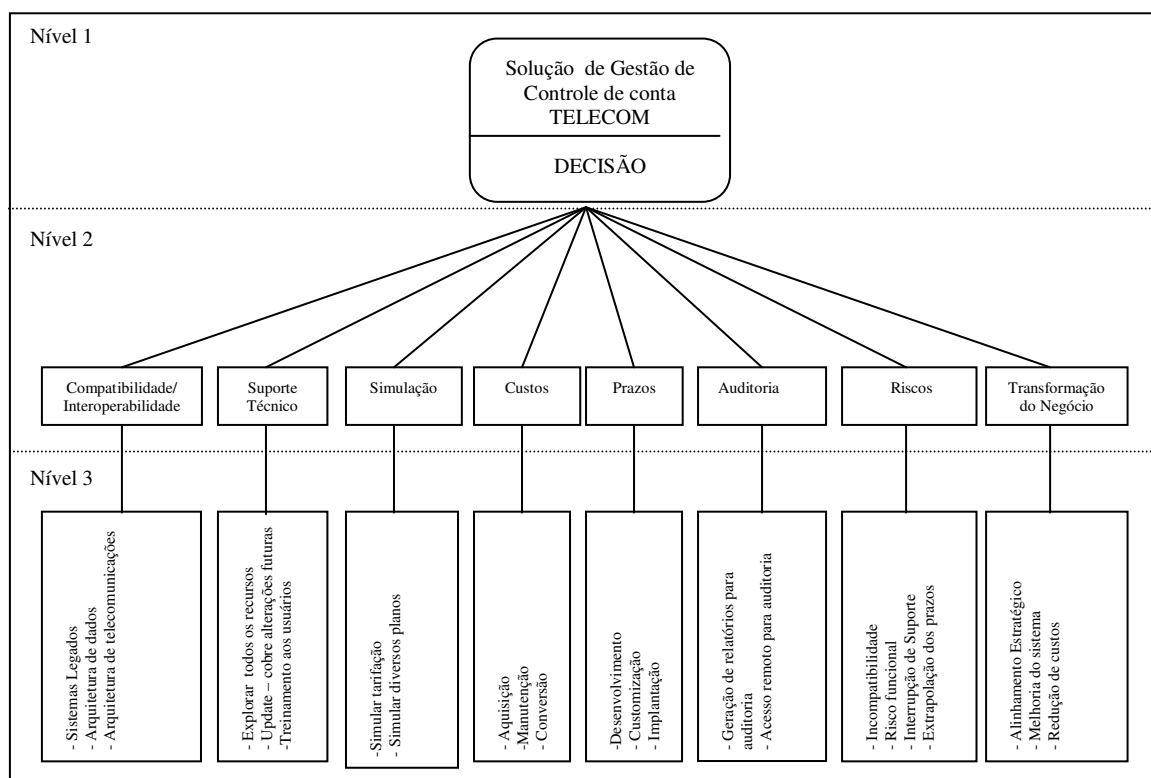 Nível 1
Solução de Gestão de
Controle de conta
TELECOM
DECISÃO
Nível 2
Compatibilidade/
Interoperabilidade
Suporte
Técnico
Simulação
Custos
Prazos
Auditoria
Riscos
Transformação
do Negócio
Nível 3
- Sistemas Legados
- Arquitetura de dados
- Arquitetura de telecomunicações
- Explorar todos os recursos
- Update – cobre alterações futuras
-Treinamento aos usuários
-Simular tarifação
- Simular diversos planos
- Aquisição
-Manutenção
- Conversão
-Desenvolvimento
- Customização
- Implantação
- Geração de relatórios para
auditoria
- Acesso remoto para auditoria
- Incompatibilidade
- Risco funcional
- Interrupção de Suporte
- Extrapolação dos prazos
- Alinhamento Estratégico
- Melhoria do sistema
- Redução de custos